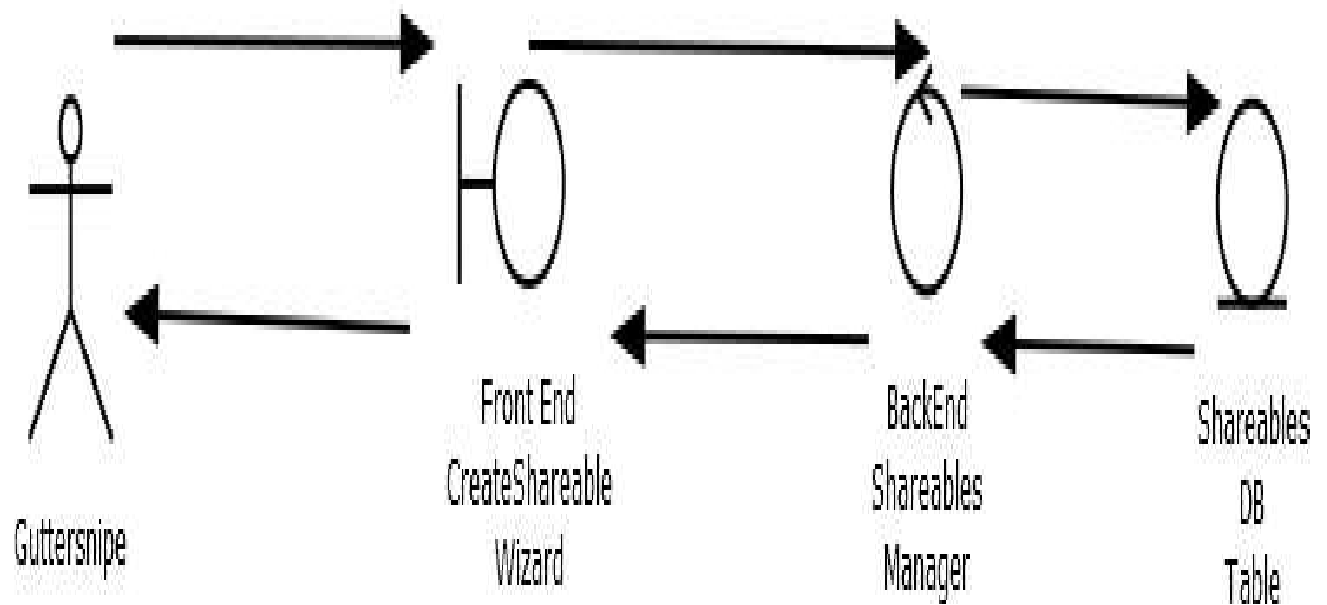 Guttersnipe
Front End
CreateShareable
Wizard
BackEnd
Shareables
Manager
Shareables
DB
Table